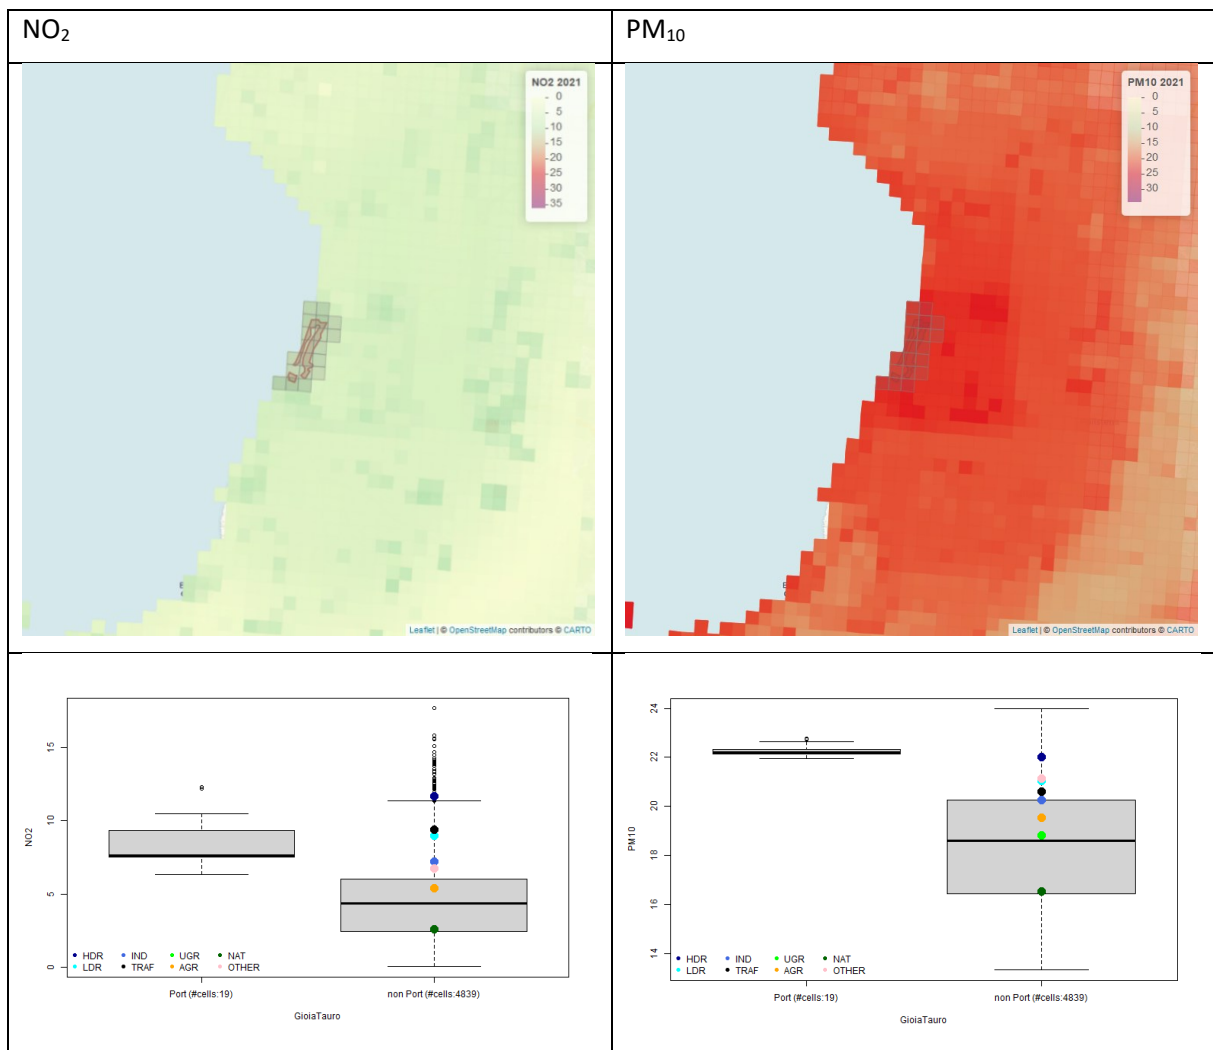 NO₂
PM₁₀
NO2 2021
0
5
10
15
20
25
30
35
Leaflet | © OpenStreetMap contributors © CARTO
PM10 2021
0
5
10
15
20
25
30
Leaflet | © OpenStreetMap contributors © CARTO
NO2
15
10
5
0
HDR IND UGR NAT
LDR TRAF AGR OTHER
Port (#cells:19) non Port (#cells:4839)
GioiaTauro
PM10
24
22
20
18
16
14
HDR IND UGR NAT
LDR TRAF AGR OTHER
Port (#cells:19) non Port (#cells:4839)
GioiaTauro